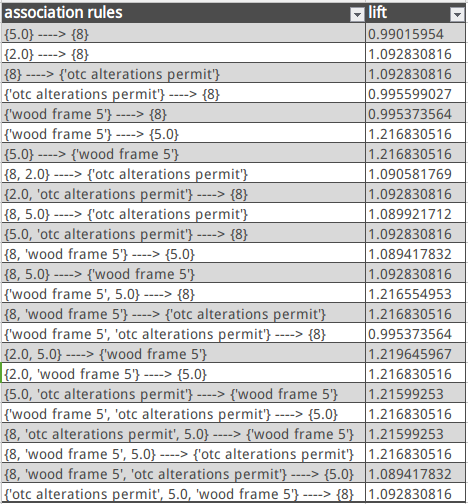 association rules lift
{5.0} ----> {8} 0.99015954
{2.0} ----> {8} 1.092830816
{8} ----> {'otc alterations permit'} 1.092830816
{'otc alterations permit'} ----> {8} 0.995599027
{'wood frame 5'} ----> {8} 0.995373564
{'wood frame 5'} ----> {5.0} 1.216830516
{5.0} ----> {'wood frame 5'} 1.216830516
{8, 2.0} ----> {'otc alterations permit'} 1.090581769
{2.0, 'otc alterations permit'} ----> {8} 1.092830816
{8, 5.0} ----> {'otc alterations permit'} 1.089921712
{5.0, 'otc alterations permit'} ----> {8} 1.092830816
{8, 'wood frame 5'} ----> {5.0} 1.089417832
{8, 5.0} ----> {'wood frame 5'} 1.092830816
{'wood frame 5', 5.0} ----> {8} 1.216554953
{8, 'wood frame 5'} ----> {'otc alterations permit'} 1.216830516
{'wood frame 5', 'otc alterations permit'} ----> {8} 0.995373564
{2.0, 5.0} ----> {'wood frame 5'} 1.219645967
{2.0, 'wood frame 5'} ----> {5.0} 1.216830516
{5.0, 'otc alterations permit'} ----> {'wood frame 5'} 1.21599253
{'wood frame 5', 'otc alterations permit'} ----> {5.0} 1.216830516
{8, 'otc alterations permit', 5.0} ----> {'wood frame 5'} 1.21599253
{8, 'wood frame 5', 5.0} ----> {'otc alterations permit'} 1.216830516
{8, 'wood frame 5', 'otc alterations permit'} ----> {5.0} 1.089417832
{'otc alterations permit', 5.0, 'wood frame 5'} ----> {8} 1.092830816